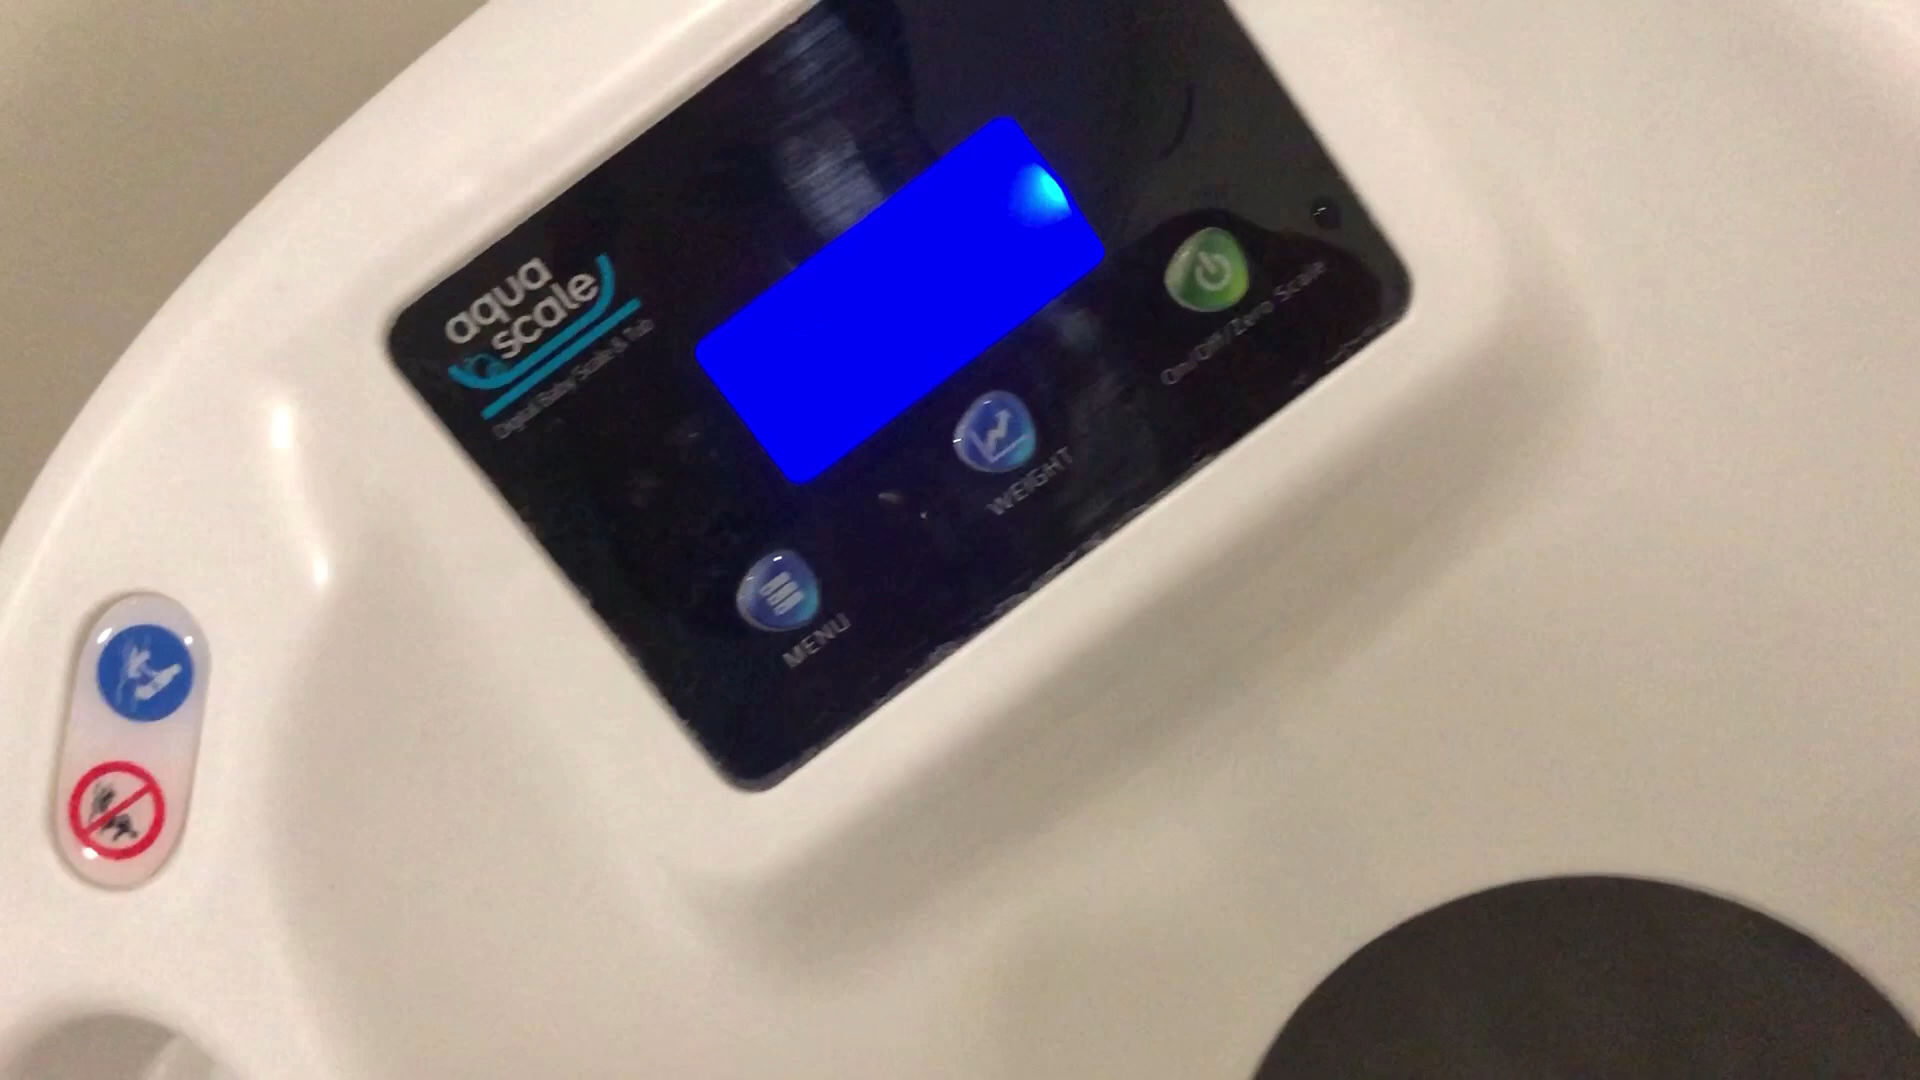 aqua
scale
Digital Baby Scale & Tub
MENU
WEIGHT
On/Off/Zero Scale